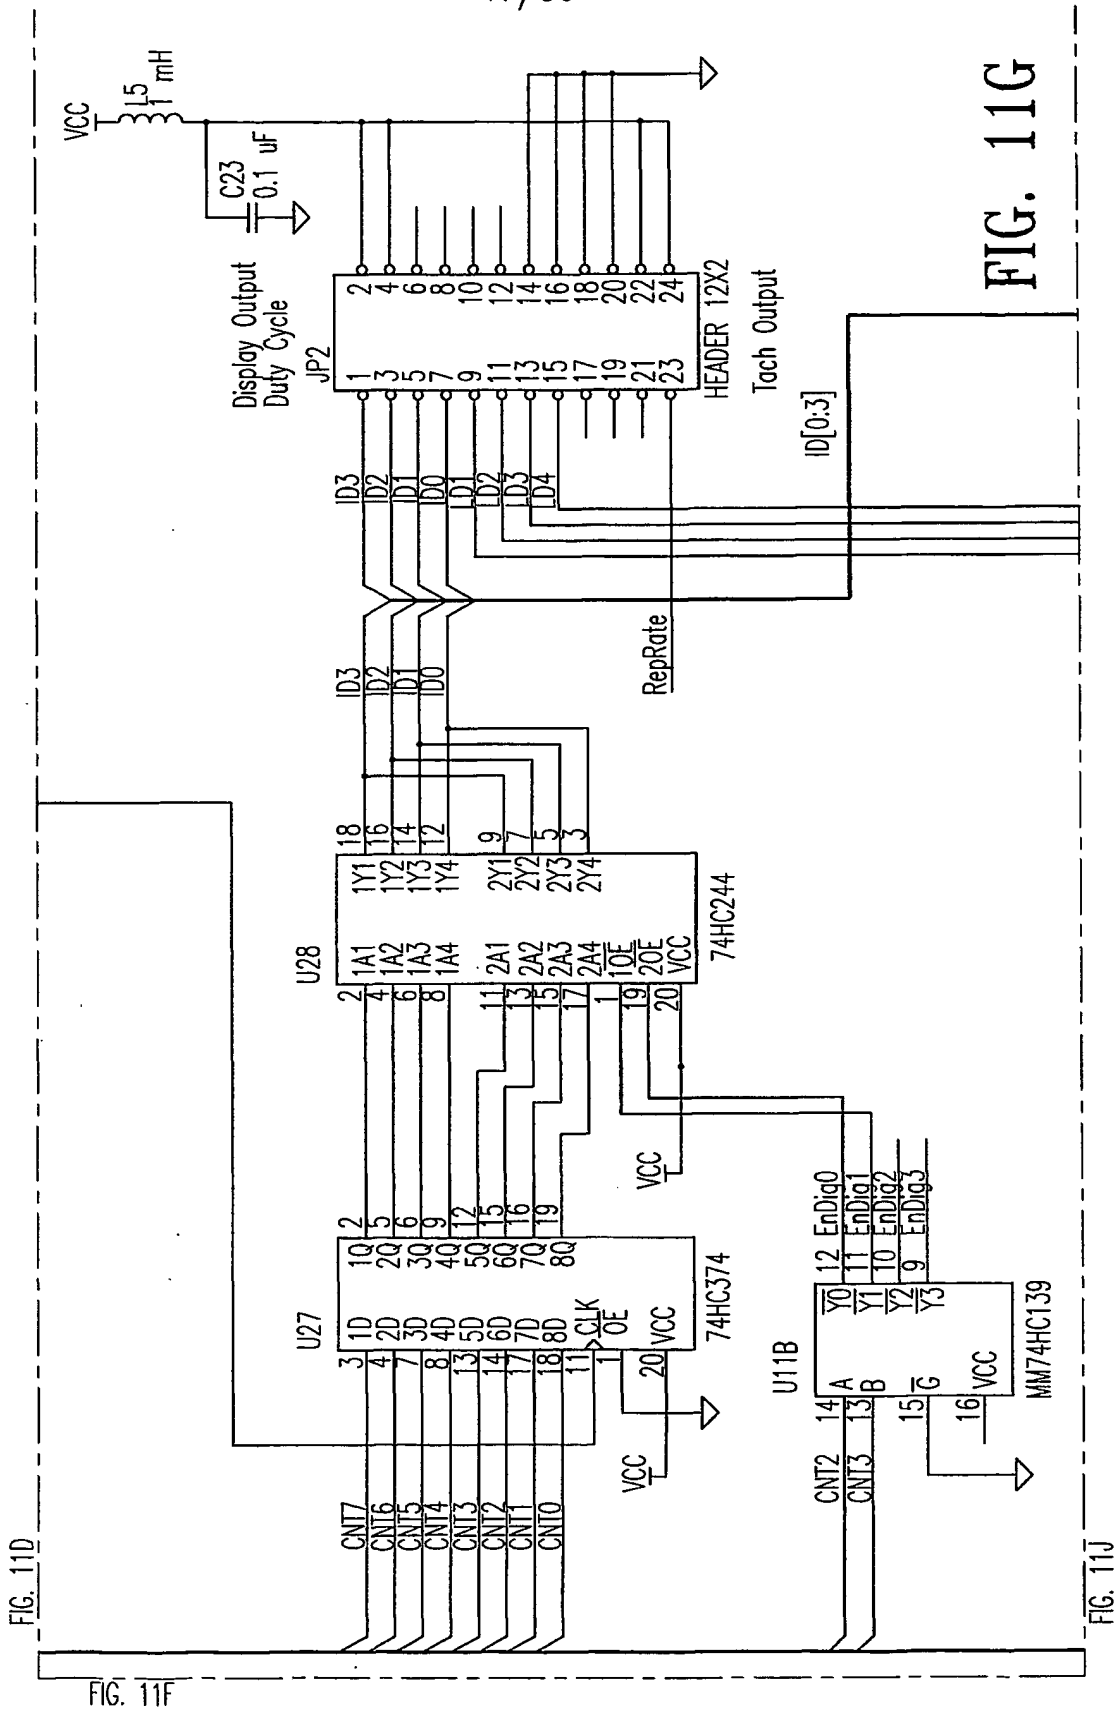 FIG. 11G
FIG. 11D
FIG. 11F
FIG. 11J
VCC
L5
1 mH
C23
0.1 uF
Display Output
Duty Cycle
JP2
1 2
3 4
5 6
7 8
9 10
11 12
13 14
15 16
17 18
19 20
21 22
23 24
HEADER 12X2
Tach Output
ID3
ID2
ID1
ID0
LD1
LD2
LD3
LD4
ID[0:3]
RepRate
ID3
ID2
ID1
ID0
U28
2 1A1 1Y1 18
4 1A2 1Y2 16
6 1A3 1Y3 14
8 1A4 1Y4 12
11 2A1 2Y1 9
13 2A2 2Y2 7
15 2A3 2Y3 5
17 2A4 2Y4 3
1 1OE
19 2OE
20 VCC
74HC244
VCC
U27
CNT7 3 1D 1Q 2
CNT6 4 2D 2Q 5
CNT5 7 3D 3Q 6
CNT4 8 4D 4Q 9
CNT3 13 5D 5Q 12
CNT2 14 6D 6Q 15
CNT1 17 7D 7Q 16
CNT0 18 8D 8Q 19
11 CLK
1 OE
20 VCC
74HC374
VCC
U11B
CNT2 14 A Y0 12 EnDig0
CNT3 13 B Y1 11 EnDig1
Y2 10 EnDig2
15 G Y3 9 EnDig3
16 VCC
MM74HC139